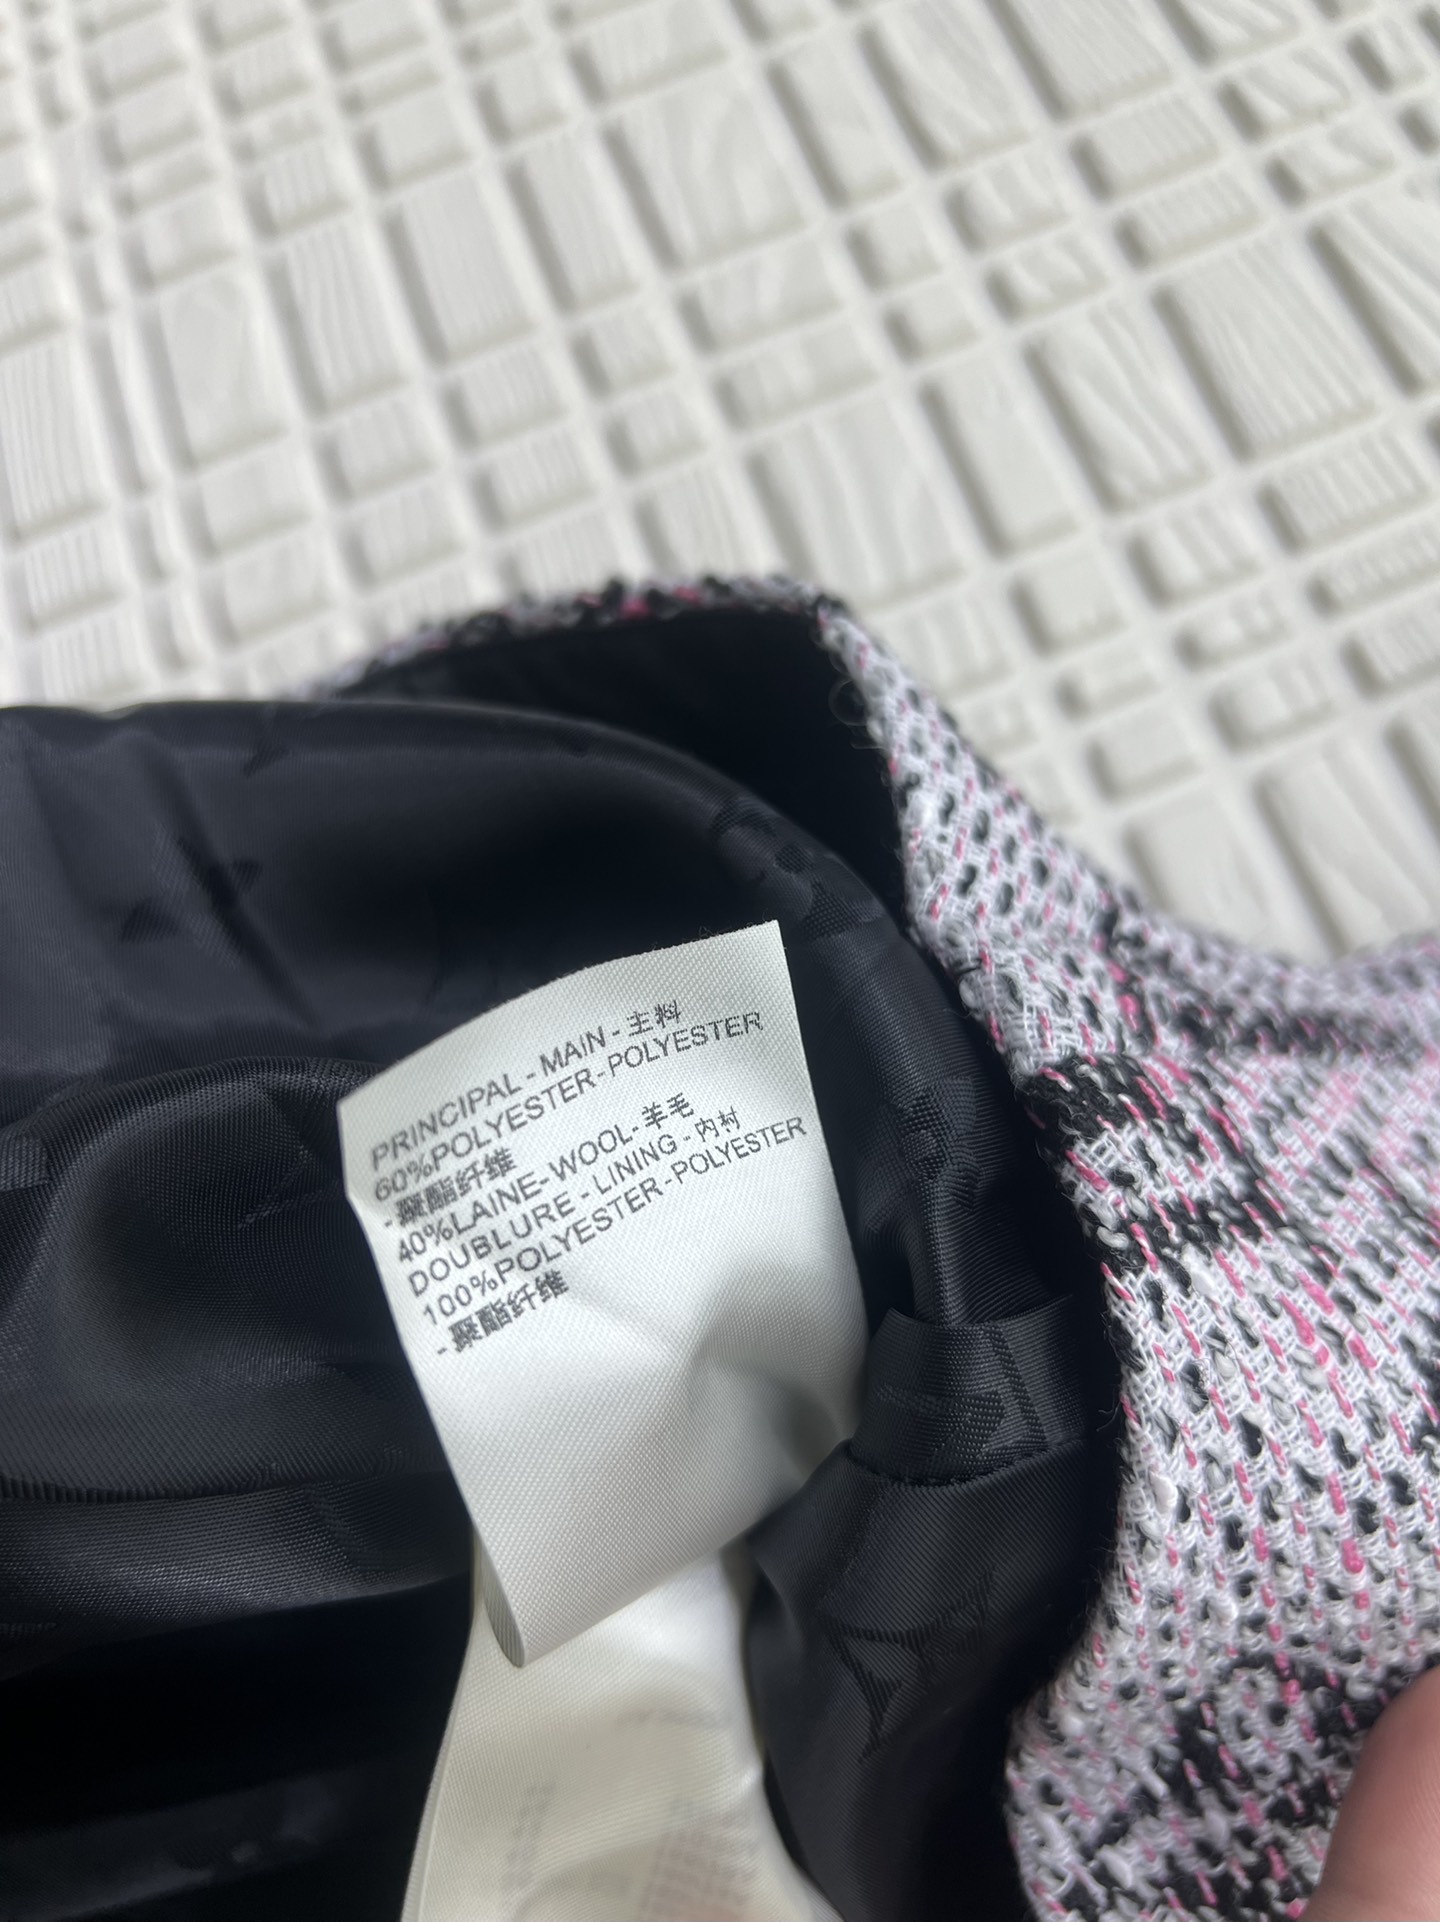 PRINCIPAL - MAIN - 主料
60%POLYESTER-POLYESTER
- 聚酯纤维
40%LAINE-WOOL-羊毛
DOUBLURE - LINING - 内衬
100%POLYESTER-POLYESTER
- 聚酯纤维